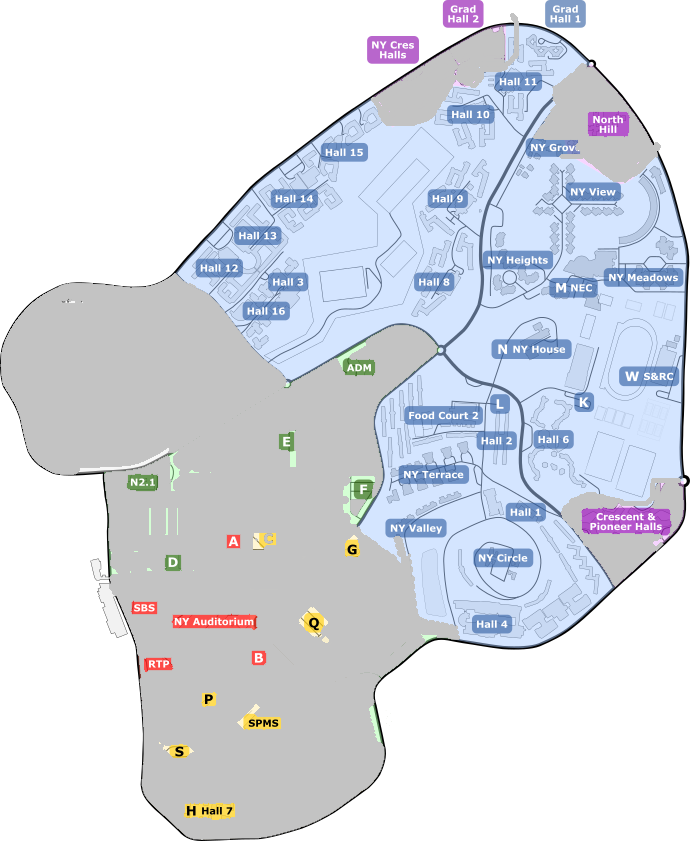 Grad
Hall 2
Grad
Hall 1
NY Cres
Halls
Hall 11
Hall 10
North
Hill
NY Grov
Hall 15
NY View
Hall 14
Hall 9
Hall 13
NY Heights
Hall 12
NY Meadows
Hall 3
Hall 8
M NEC
Hall 16
N NY House
ADM
W S&RC
L
K
Food Court 2
E
Hall 2
Hall 6
NY Terrace
N2.1
F
Hall 1
Crescent &
Pioneer Halls
NY Valley
A
C
G
D
NY Circle
SBS
NY Auditorium
Q
Hall 4
B
RTP
P
SPMS
S
H Hall 7